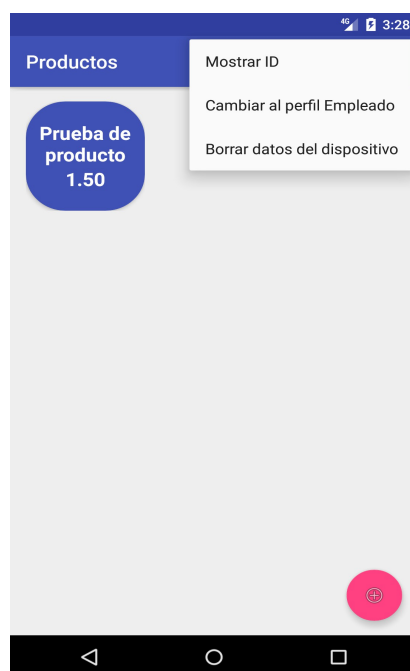 4G 3:28
Productos
Mostrar ID
Cambiar al perfil Empleado
Borrar datos del dispositivo
Prueba de
producto
1.50